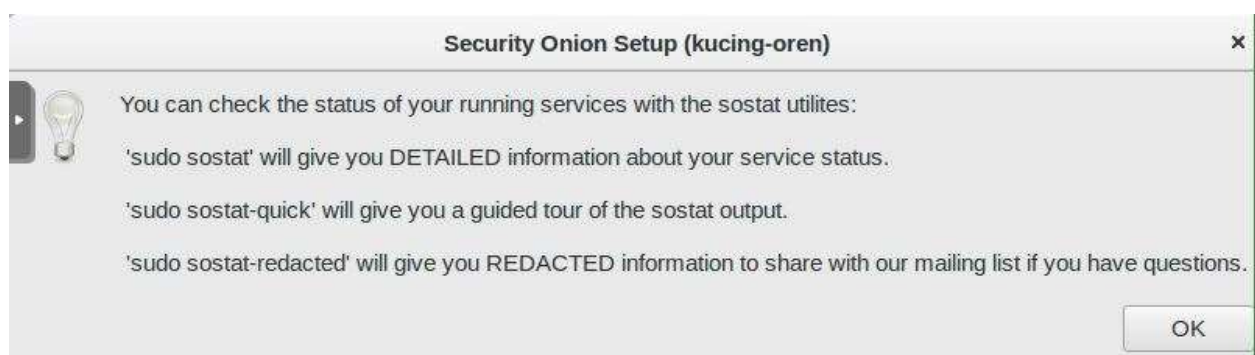 Security Onion Setup (kucing-oren)
You can check the status of your running services with the sostat utilites:
'sudo sostat' will give you DETAILED information about your service status.
'sudo sostat-quick' will give you a guided tour of the sostat output.
'sudo sostat-redacted' will give you REDACTED information to share with our mailing list if you have questions.
OK